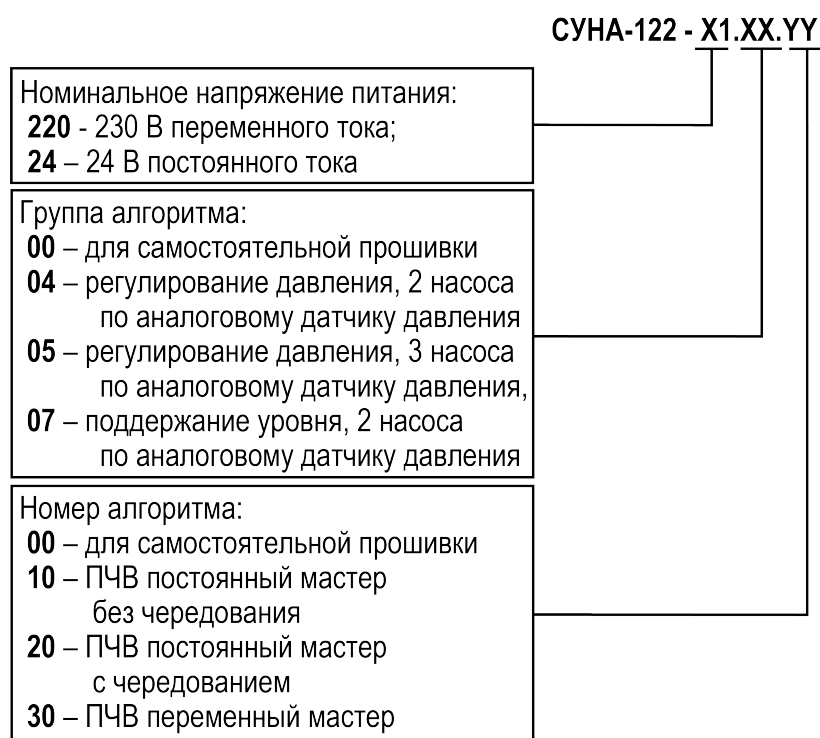 СУНА-122 - X1.XX.YY
Номинальное напряжение питания:
220 - 230 В переменного тока;
24 – 24 В постоянного тока
Группа алгоритма:
00 – для самостоятельной прошивки
04 – регулирование давления, 2 насоса
по аналоговому датчику давления
05 – регулирование давления, 3 насоса
по аналоговому датчику давления,
07 – поддержание уровня, 2 насоса
по аналоговому датчику давления
Номер алгоритма:
00 – для самостоятельной прошивки
10 – ПЧВ постоянный мастер
без чередования
20 – ПЧВ постоянный мастер
с чередованием
30 – ПЧВ переменный мастер